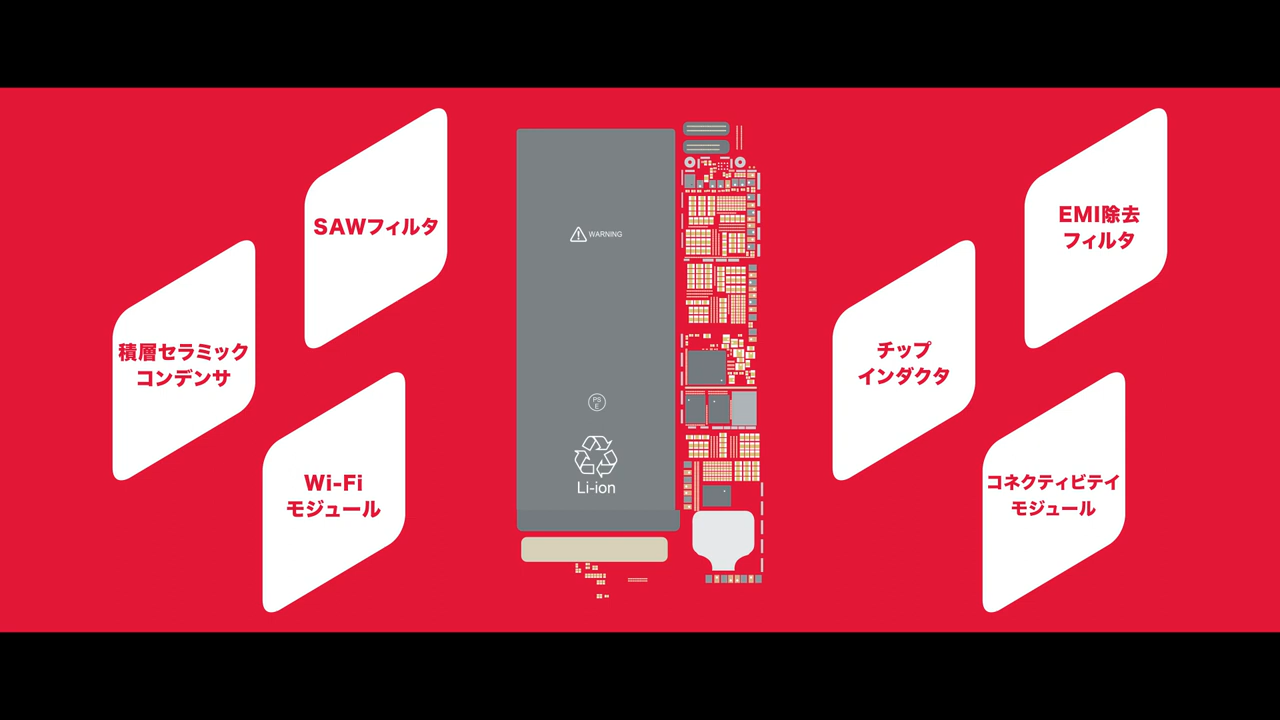 SAWフィルタ
積層セラミック
コンデンサ
Wi-Fi
モジュール
WARNING
PS
E
Li-ion
EMI除去
フィルタ
チップ
インダクタ
コネクティビテイ
モジュール